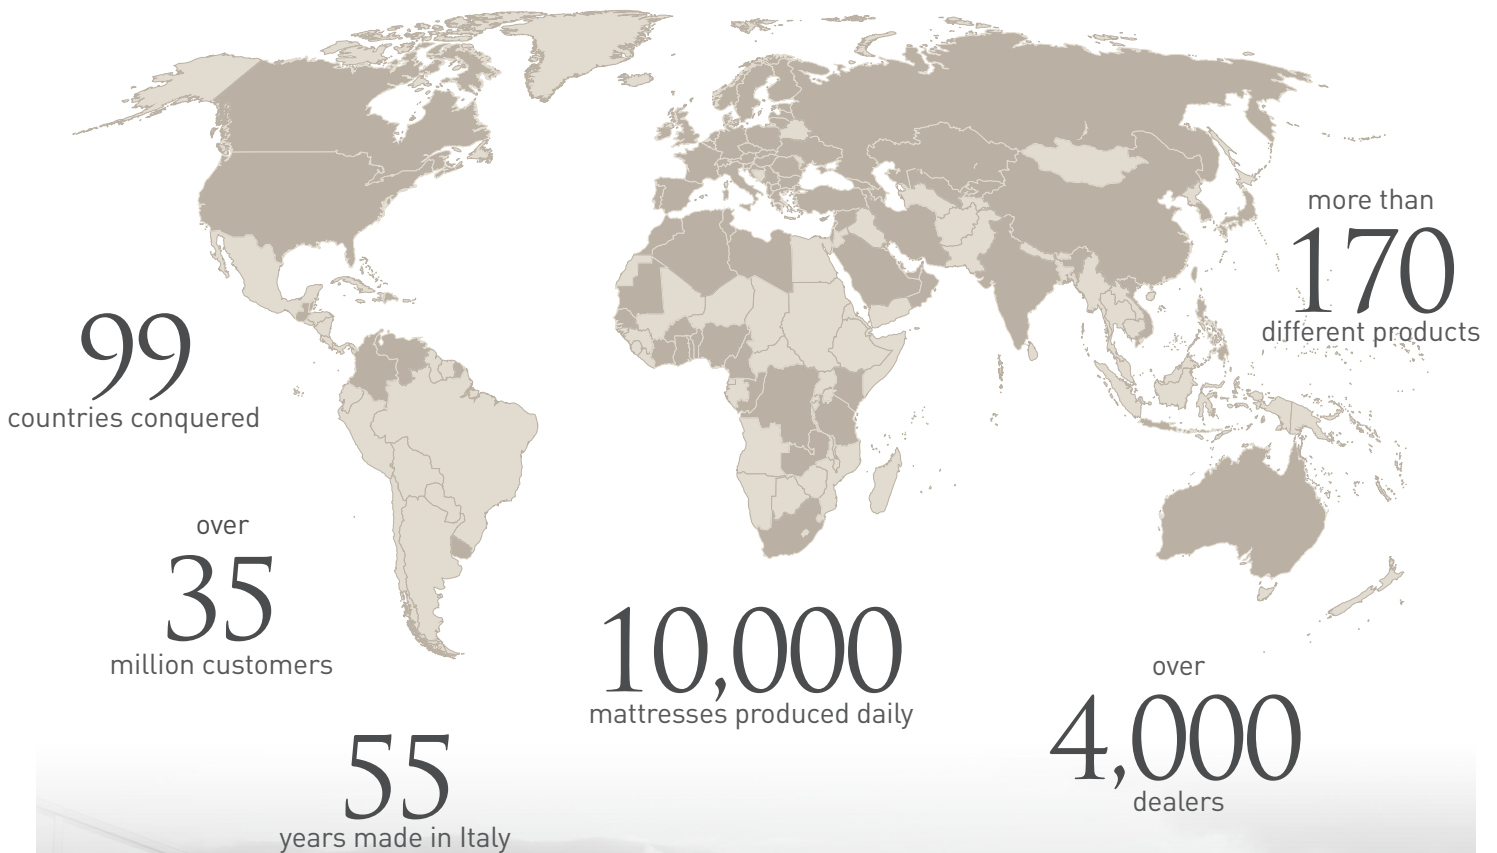 more than
170
different products
99
countries conquered
over
35
million customers
10,000
mattresses produced daily
over
4,000
dealers
55
years made in Italy